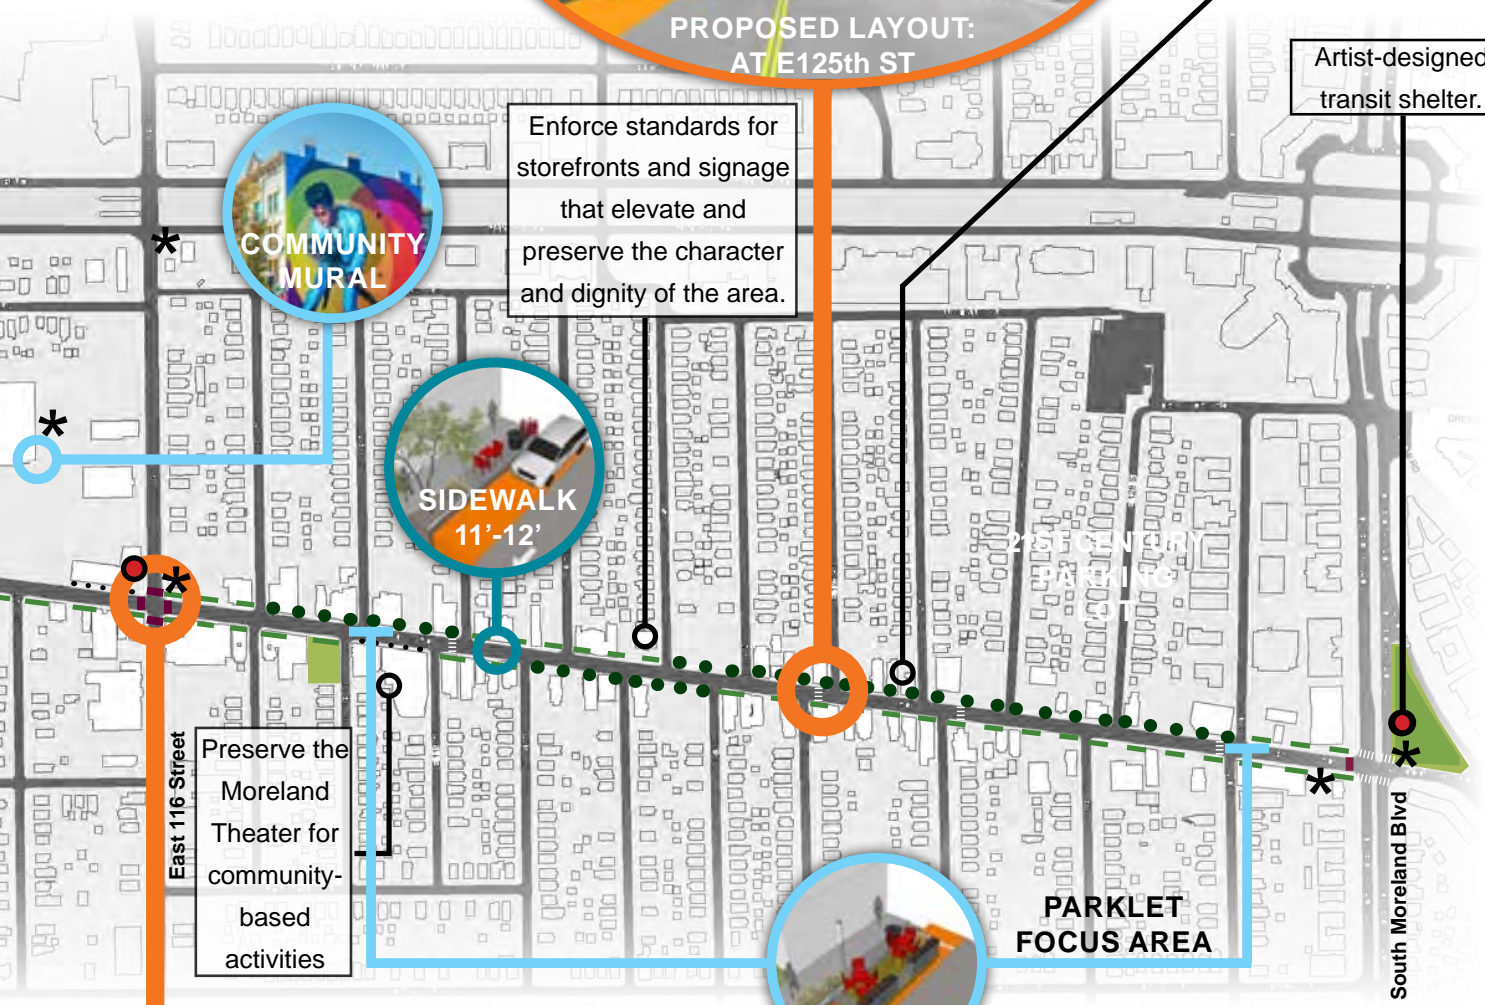 PROPOSED LAYOUT:
AT E125th ST
Artist-designed
transit shelter.
Enforce standards for
storefronts and signage
that elevate and
preserve the character
and dignity of the area.
COMMUNITY
MURAL
SIDEWALK
11’-12’
21ST CENTURY
PARKING
LOT
East 116 Street
Preserve the
Moreland
Theater for
community-
based
activities
PARKLET
FOCUS AREA
South Moreland Blvd